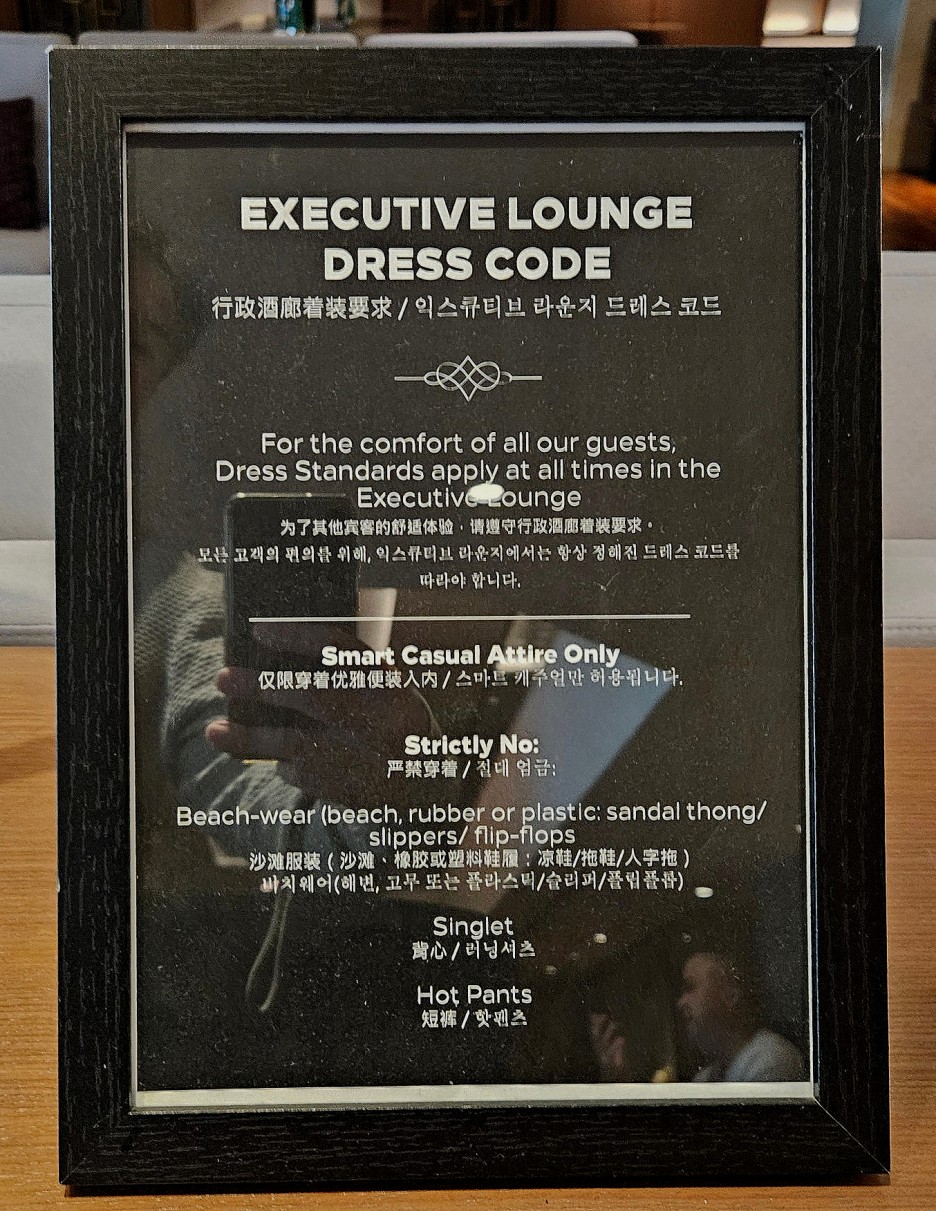 EXECUTIVE LOUNGE
DRESS CODE
行政酒廊着装要求 / 익스큐티브 라운지 드레스 코드
For the comfort of all our guests,
Dress Standards apply at all times in the
Executive Lounge
为了其他宾客的舒适体验，请遵守行政酒廊着装要求。
모든 고객의 편의를 위해, 익스큐티브 라운지에서는 항상 정해진 드레스 코드를
따라야 합니다.
Smart Casual Attire Only
仅限穿着优雅便装入内 / 스마트 캐주얼만 허용됩니다.
Strictly No:
严禁穿着 / 절대 엄금:
Beach-wear (beach, rubber or plastic: sandal thong/
slippers/ flip-flops
沙滩服装 ( 沙滩、橡胶或塑料鞋履：凉鞋/拖鞋/人字拖 )
비치웨어(해변, 고무 또는 플라스틱/슬리퍼/플립플롭)
Singlet
背心 / 러닝셔츠
Hot Pants
短裤 / 핫팬츠